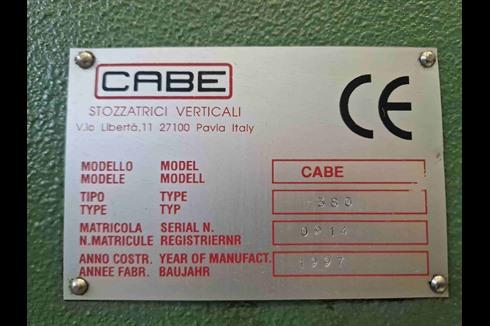 CABE
STOZZATRICI VERTICALI
V.le Libertà,11 27100 Pavia Italy
CE
MODELLO MODEL CABE
MODELE MODELL
TIPO TYPE 380
TYPE TYP
MATRICOLA SERIAL N. 0914
N.MATRICULE REGISTRIERNR
ANNO COSTR. YEAR OF MANUFACT. 1997
ANNEE FABR. BAUJAHR